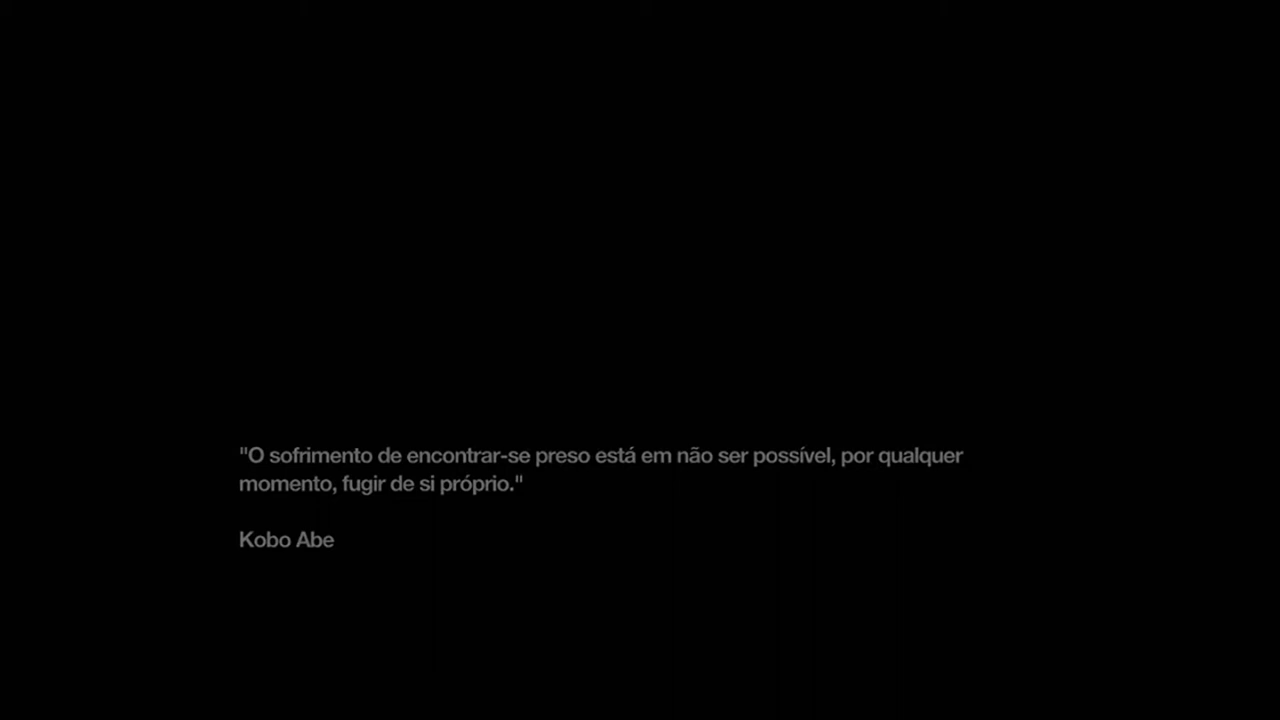 "O sofrimento de encontrar-se preso está em não ser possível, por qualquer
momento, fugir de si próprio."
Kobo Abe